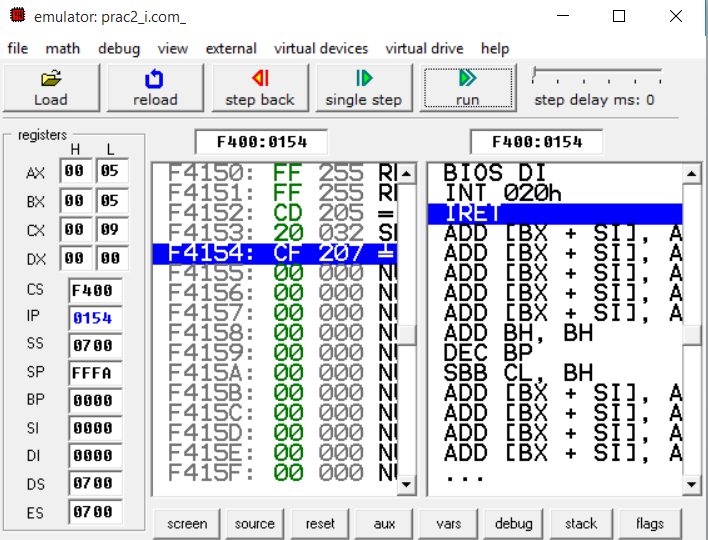 emulator: prac2_i.com_
file math debug view external virtual devices virtual drive help
Load reload step back single step run step delay ms: 0
registers
H L
AX 00 05
BX 00 05
CX 00 09
DX 00 00
CS F400
IP 0154
SS 0700
SP FFFA
BP 0000
SI 0000
DI 0000
DS 0700
ES 0700
F400:0154
F4150: FF 255 RI
F4151: FF 255 RI
F4152: CD 205 =
F4153: 20 032 SI
F4154: CF 207 ╧
F4155: 00 000 NU
F4156: 00 000 NU
F4157: 00 000 NU
F4158: 00 000 NU
F4159: 00 000 NU
F415A: 00 000 NU
F415B: 00 000 NU
F415C: 00 000 NU
F415D: 00 000 NU
F415E: 00 000 NU
F415F: 00 000 NU
F400:0154
BIOS DI
INT 020h
IRET
ADD [BX + SI], A
ADD [BX + SI], A
ADD [BX + SI], A
ADD [BX + SI], A
ADD [BX + SI], A
ADD BH, BH
DEC BP
SBB CL, BH
ADD [BX + SI], A
ADD [BX + SI], A
ADD [BX + SI], A
ADD [BX + SI], A
...
screen source reset aux vars debug stack flags